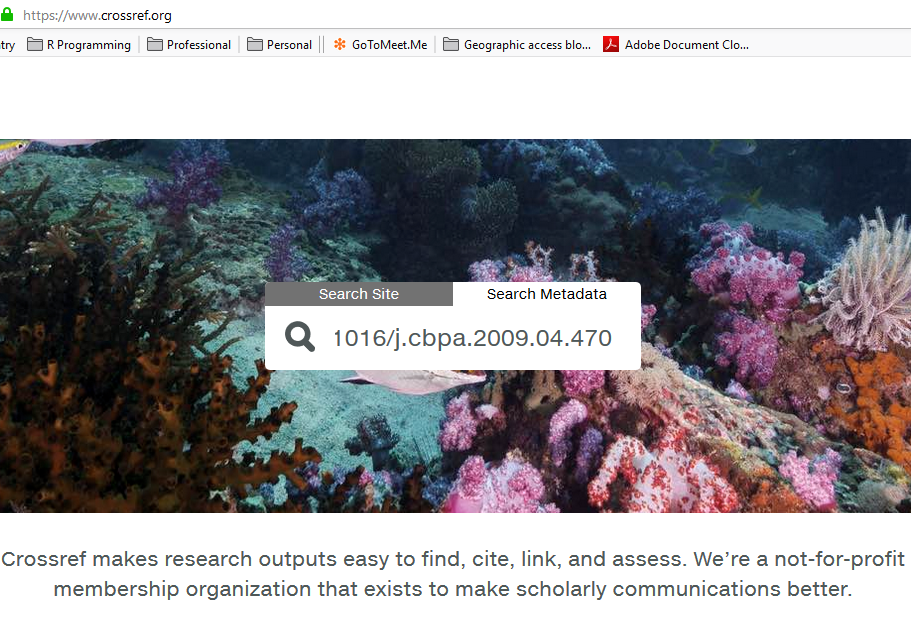 https://www.crossref.org
try R Programming Professional Personal GoToMeet.Me Geographic access blo... Adobe Document Clo...
Search Site Search Metadata
1016/j.cbpa.2009.04.470
Crossref makes research outputs easy to find, cite, link, and assess. We’re a not-for-profit
membership organization that exists to make scholarly communications better.